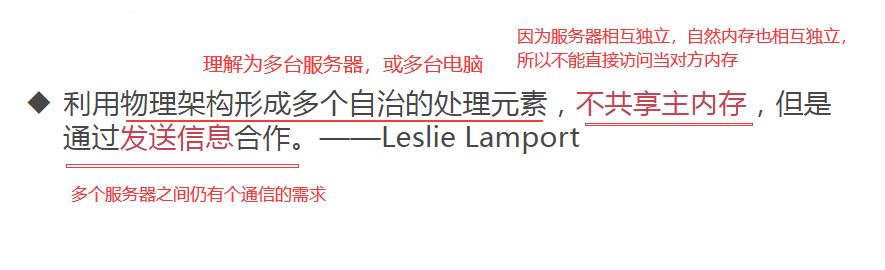 因为服务器相互独立，自然内存也相互独立，
所以不能直接访问当对方内存
理解为多台服务器，或多台电脑
◆ 利用物理架构形成多个自治的处理元素，不共享主内存，但是
通过发送信息合作。——Leslie Lamport
多个服务器之间仍有个通信的需求